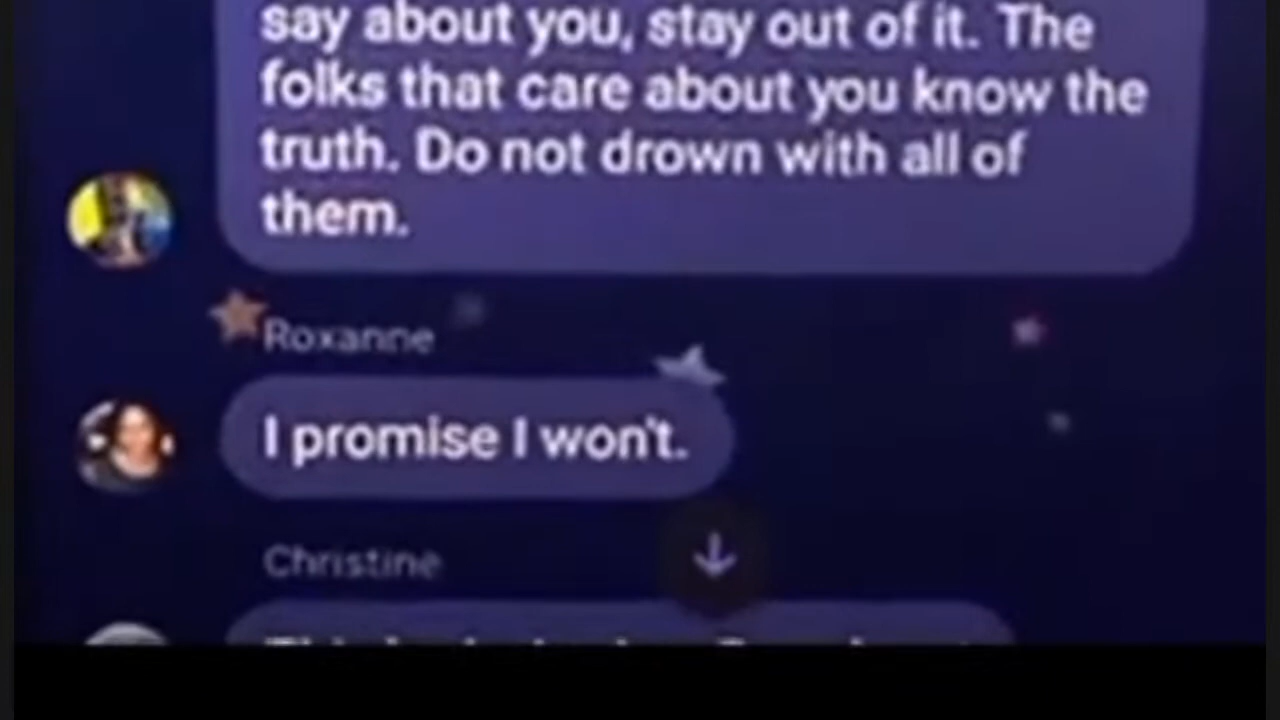 say about you, stay out of it. The
folks that care about you know the
truth. Do not drown with all of
them.
Roxanne
I promise I won't.
Christine